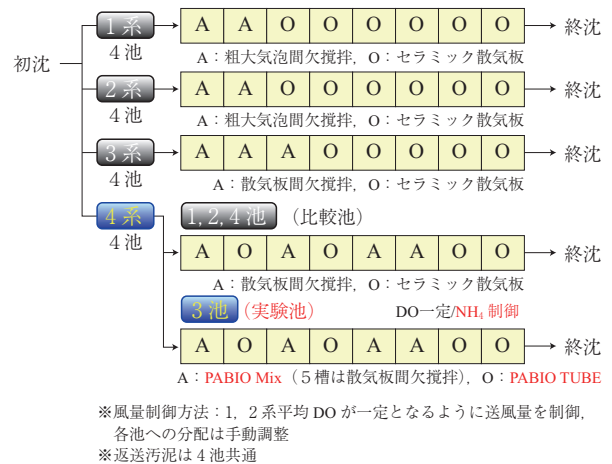 初沈
1系
4池
A A O O O O O O
終沈
A：粗大気泡間欠撹拌，O：セラミック散気板
2系
4池
A A O O O O O O
終沈
A：粗大気泡間欠撹拌，O：セラミック散気板
3系
4池
A A A O O O O O
終沈
A：散気板間欠撹拌，O：セラミック散気板
4系
4池
1,2,4池 （比較池）
A O A O A A O O
終沈
A：散気板間欠撹拌，O：セラミック散気板
3池 （実験池） DO一定/NH₄ 制御
A O A O A A O O
終沈
A：PABIO Mix（５槽は散気板間欠撹拌），O：PABIO TUBE
※風量制御方法：1，2系平均 DO が一定となるように送風量を制御，
各池への分配は手動調整
※返送汚泥は４池共通